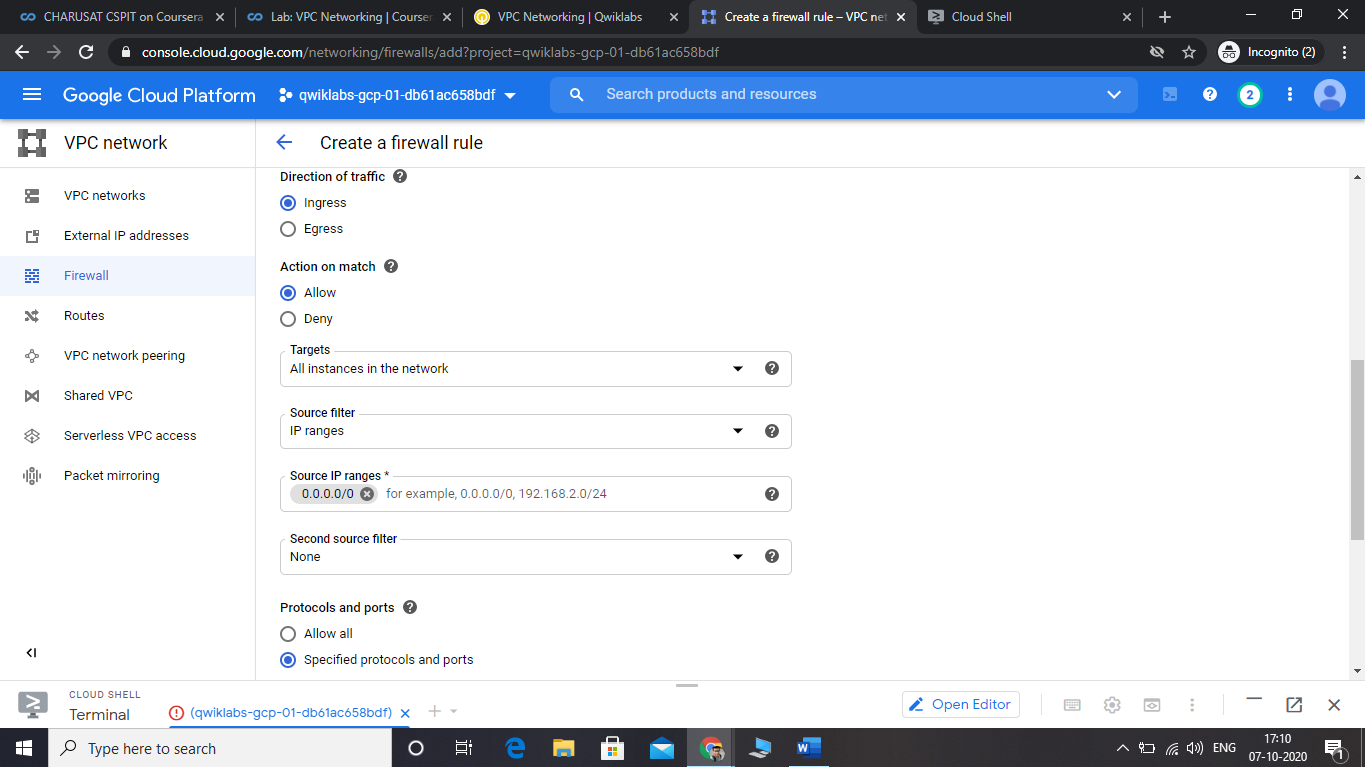 CHARUSAT CSPIT on Coursera
Lab: VPC Networking | Courser
VPC Networking | Qwiklabs
Create a firewall rule – VPC net
Cloud Shell
console.cloud.google.com/networking/firewalls/add?project=qwiklabs-gcp-01-db61ac658bdf
Incognito (2)
Google Cloud Platform
qwiklabs-gcp-01-db61ac658bdf
Search products and resources
2
VPC network
Create a firewall rule
VPC networks
External IP addresses
Firewall
Routes
VPC network peering
Shared VPC
Serverless VPC access
Packet mirroring
Direction of traffic
Ingress
Egress
Action on match
Allow
Deny
Targets
All instances in the network
Source filter
IP ranges
Source IP ranges *
0.0.0.0/0 for example, 0.0.0.0/0, 192.168.2.0/24
Second source filter
None
Protocols and ports
Allow all
Specified protocols and ports
CLOUD SHELL
Terminal
(qwiklabs-gcp-01-db61ac658bdf)
Open Editor
Type here to search
ENG
17:10
07-10-2020
1